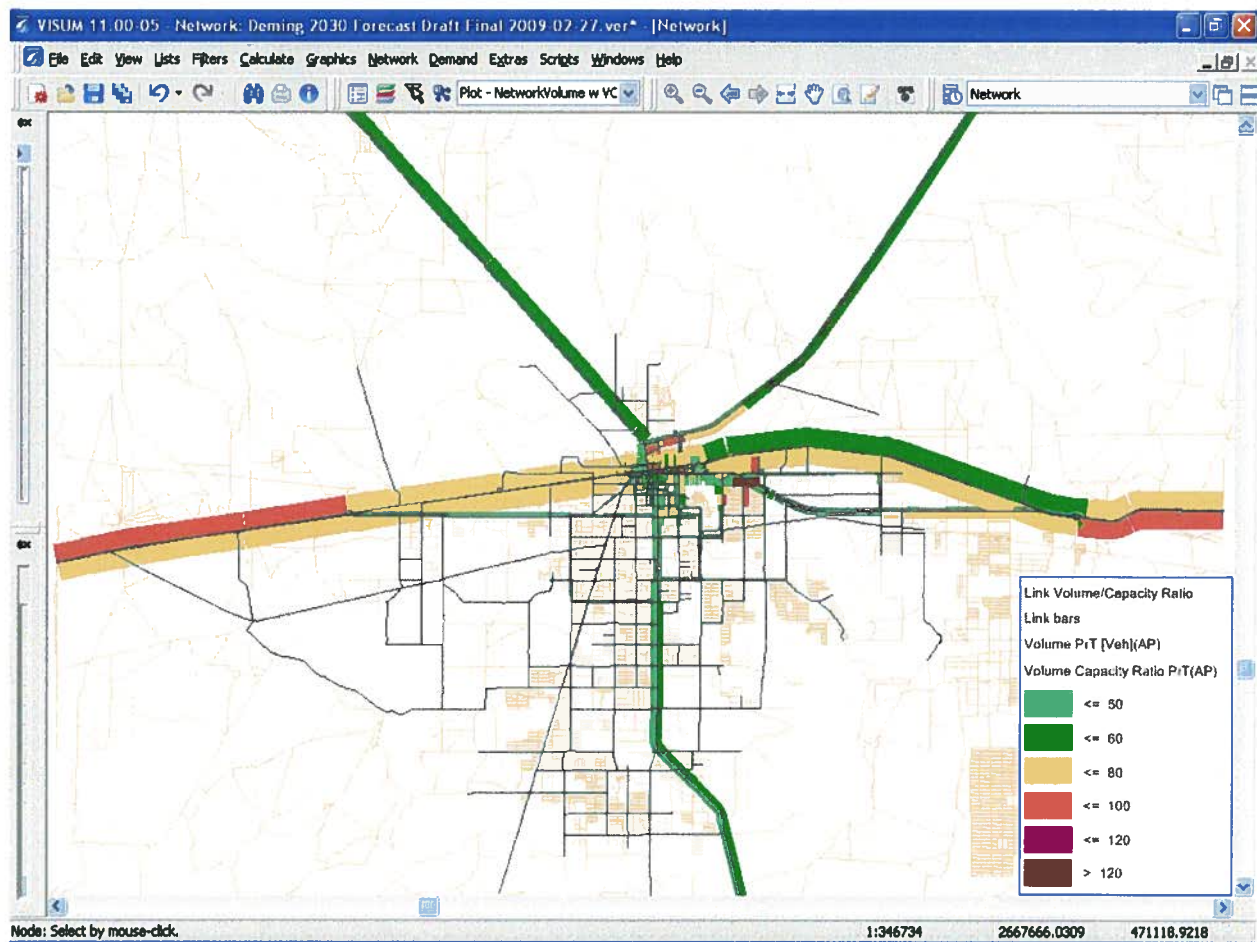 VISUM 11.00-05 - Network: Deming 2030 Forecast Draft Final 2009-02-27.ver* - [Network]
File Edit View Lists Filters Calculate Graphics Network Demand Extras Scripts Windows Help
Plot - NetworkVolume w VC
Network
Link Volume/Capacity Ratio
Link bars
Volume PrT [Veh](AP)
Volume Capacity Ratio PrT(AP)
<= 50
<= 60
<= 80
<= 100
<= 120
> 120
Node: Select by mouse-click. 1:346734 2667666.0309 471118.9218